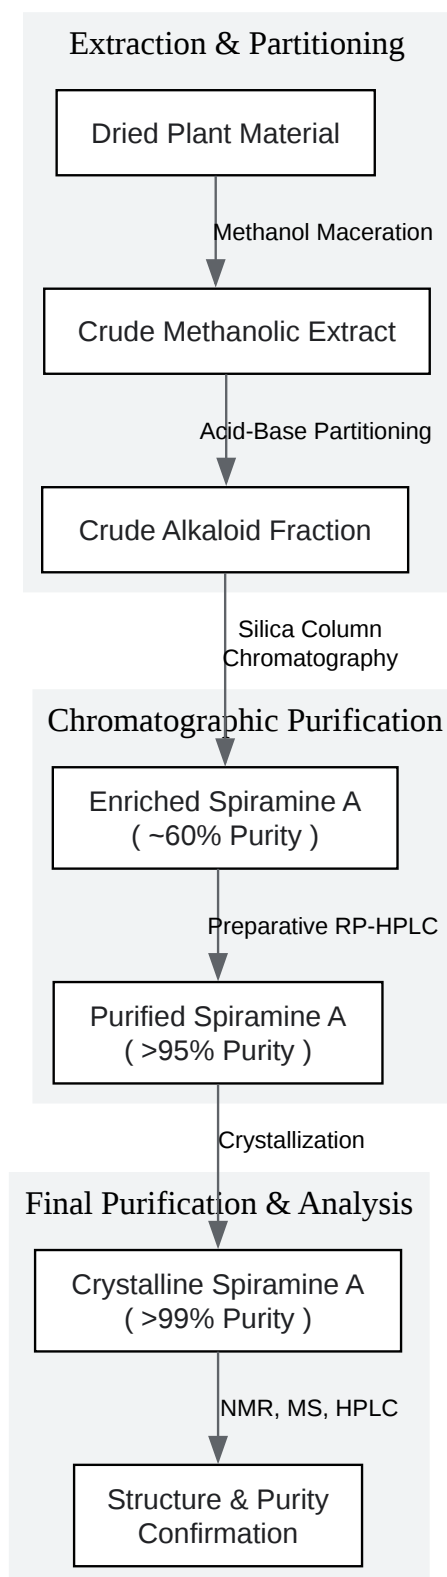 Extraction & Partitioning
Dried Plant Material
Methanol Maceration
Crude Methanolic Extract
Acid-Base Partitioning
Crude Alkaloid Fraction
Silica Column
Chromatography
Chromatographic Purification
Enriched Spiramine A
( ~60% Purity )
Preparative RP-HPLC
Purified Spiramine A
( >95% Purity )
Crystallization
Final Purification & Analysis
Crystalline Spiramine A
( >99% Purity )
NMR, MS, HPLC
Structure & Purity
Confirmation